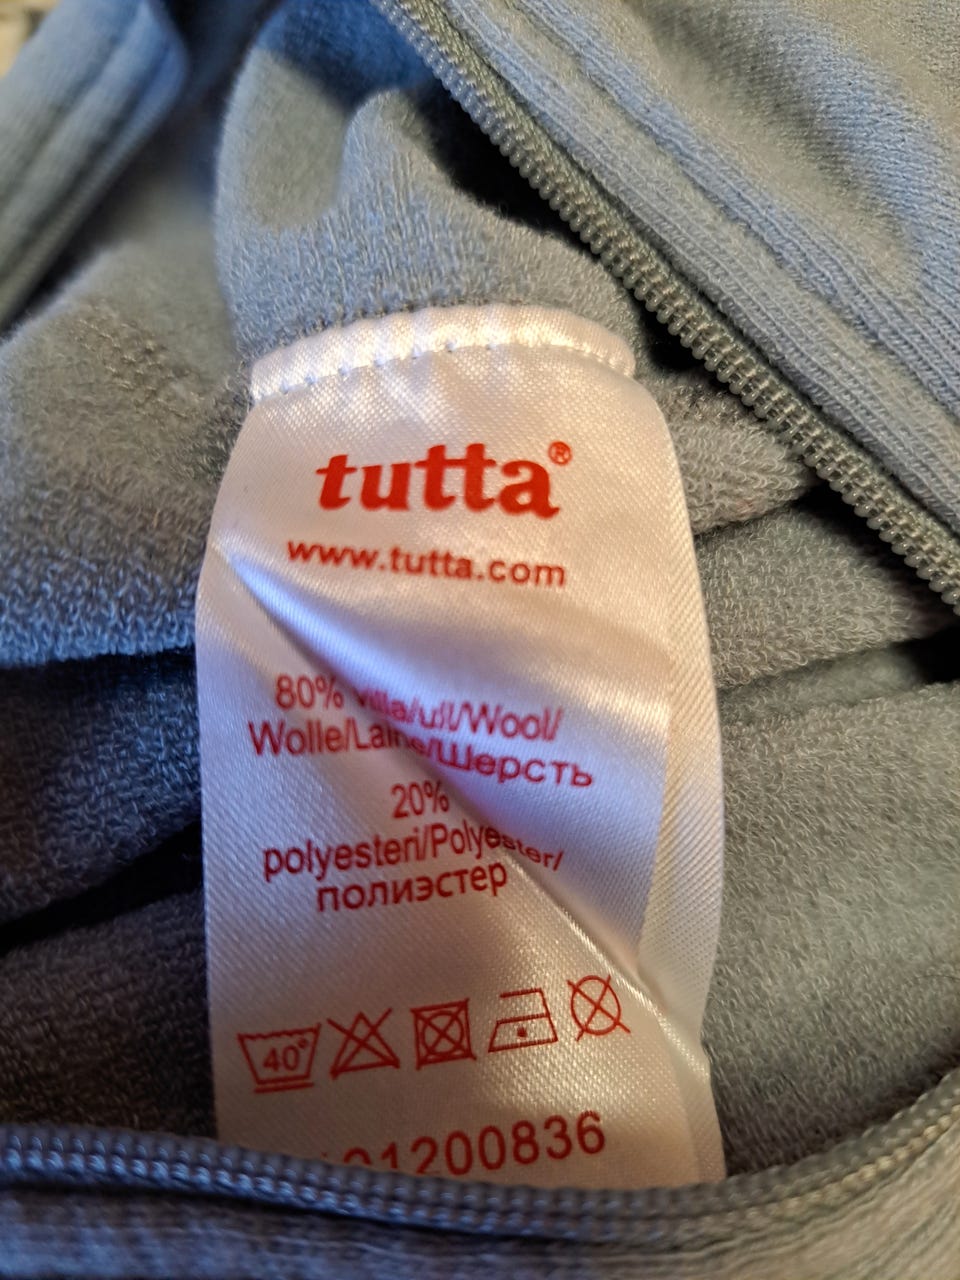 tutta®
www.tutta.com
80% villa/ull/Wool/
Wolle/Laine/Шерсть
20%
polyesteri/Polyester/
полиэстер
40°
01200836